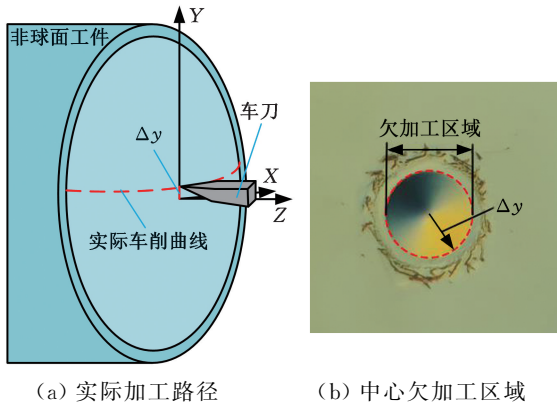 非球面工件
Y
车刀
Δy
X
Z
实际车削曲线
欠加工区域
Δy
(a) 实际加工路径
(b) 中心欠加工区域